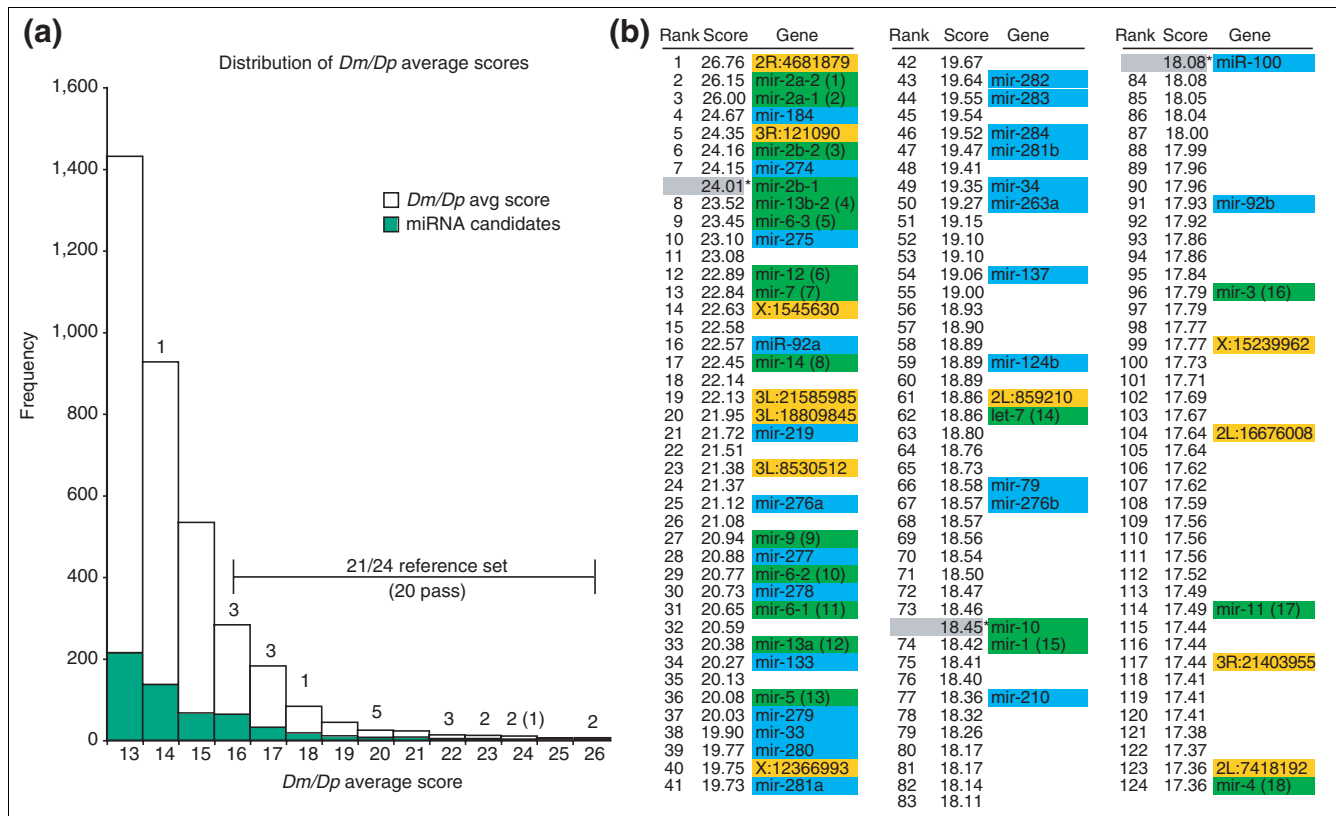 (a)
Distribution of Dm/Dp average scores
1,600
1,400
1,200
1,000
800
600
400
200
0
Frequency
Dm/Dp avg score
miRNA candidates
21/24 reference set
(20 pass)
1
3
3
1
5
3
2
2 (1)
2
13 14 15 16 17 18 19 20 21 22 23 24 25 26
Dm/Dp average score
(b)
Rank Score Gene
1 26.76 2R:4681879
2 26.15 mir-2a-2 (1)
3 26.00 mir-2a-1 (2)
4 24.67 mir-184
5 24.35 3R:121090
6 24.16 mir-2b-2 (3)
7 24.15 mir-274
24.01* mir-2b-1
8 23.52 mir-13b-2 (4)
9 23.45 mir-6-3 (5)
10 23.10 mir-275
11 23.08
12 22.89 mir-12 (6)
13 22.84 mir-7 (7)
14 22.63 X:1545630
15 22.58
16 22.57 miR-92a
17 22.45 mir-14 (8)
18 22.14
19 22.13 3L:21585985
20 21.95 3L:18809845
21 21.72 mir-219
22 21.51
23 21.38 3L:8530512
24 21.37
25 21.12 mir-276a
26 21.08
27 20.94 mir-9 (9)
28 20.88 mir-277
29 20.77 mir-6-2 (10)
30 20.73 mir-278
31 20.65 mir-6-1 (11)
32 20.59
33 20.38 mir-13a (12)
34 20.27 mir-133
35 20.13
36 20.08 mir-5 (13)
37 20.03 mir-279
38 19.90 mir-33
39 19.77 mir-280
40 19.75 X:12366993
41 19.73 mir-281a
Rank Score Gene
42 19.67
43 19.64 mir-282
44 19.55 mir-283
45 19.54
46 19.52 mir-284
47 19.47 mir-281b
48 19.41
49 19.35 mir-34
50 19.27 mir-263a
51 19.15
52 19.10
53 19.10
54 19.06 mir-137
55 19.00
56 18.93
57 18.90
58 18.89
59 18.89 mir-124b
60 18.89
61 18.86 2L:859210
62 18.86 let-7 (14)
63 18.80
64 18.76
65 18.73
66 18.58 mir-79
67 18.57 mir-276b
68 18.57
69 18.56
70 18.54
71 18.50
72 18.47
73 18.46
18.45* mir-10
74 18.42 mir-1 (15)
75 18.41
76 18.40
77 18.36 mir-210
78 18.32
79 18.26
80 18.17
81 18.17
82 18.14
83 18.11
Rank Score Gene
18.08* miR-100
84 18.08
85 18.05
86 18.04
87 18.00
88 17.99
89 17.96
90 17.96
91 17.93 mir-92b
92 17.92
93 17.86
94 17.86
95 17.84
96 17.79 mir-3 (16)
97 17.79
98 17.77
99 17.77 X:15239962
100 17.73
101 17.71
102 17.69
103 17.67
104 17.64 2L:16676008
105 17.64
106 17.62
107 17.62
108 17.59
109 17.56
110 17.56
111 17.56
112 17.52
113 17.49
114 17.49 mir-11 (17)
115 17.44
116 17.44
117 17.44 3R:21403955
118 17.41
119 17.41
120 17.41
121 17.38
122 17.37
123 17.36 2L:7418192
124 17.36 mir-4 (18)